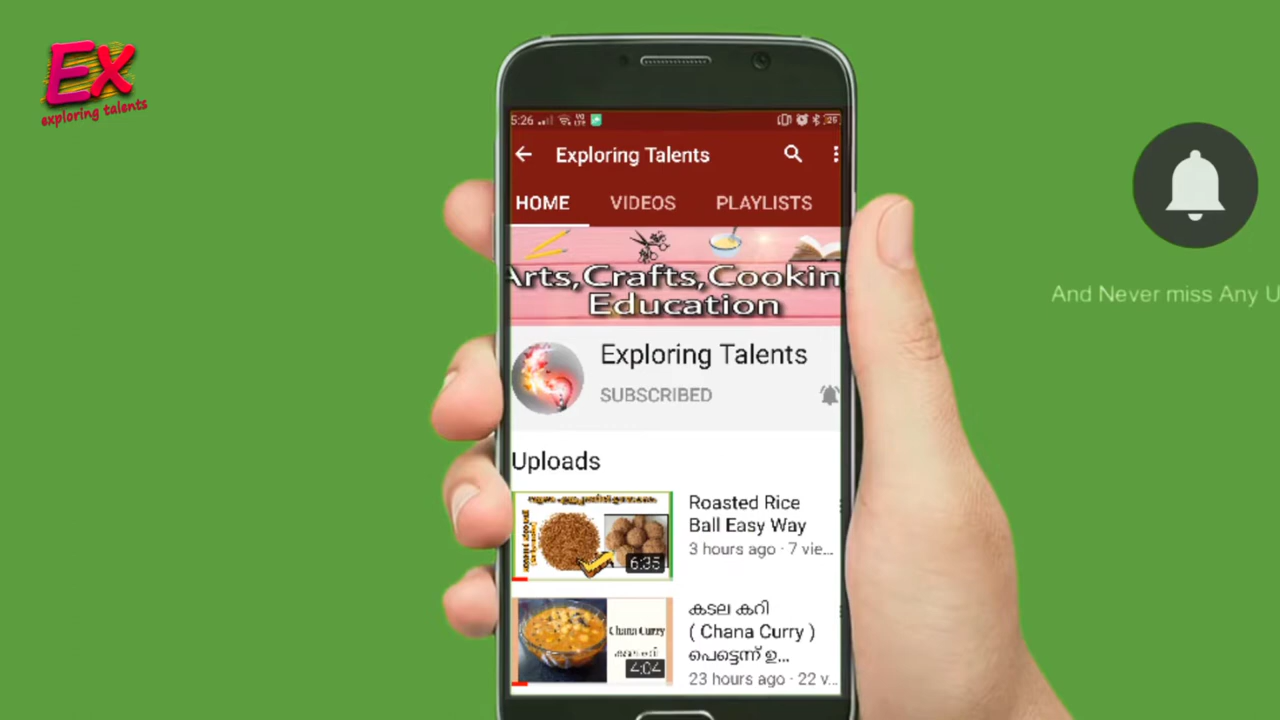 Ex
exploring talents
5:26
26
Exploring Talents
HOME VIDEOS PLAYLISTS
Arts,Crafts,Cookin
Education
And Never miss Any U
Exploring Talents
SUBSCRIBED
Uploads
Roasted Rice
Ball Easy Way
3 hours ago · 7 vie...
6:35
കടല കറി
( Chana Curry )
പെട്ടെന്ന് ഉ...
23 hours ago · 22 v...
Chana Curry
4:04